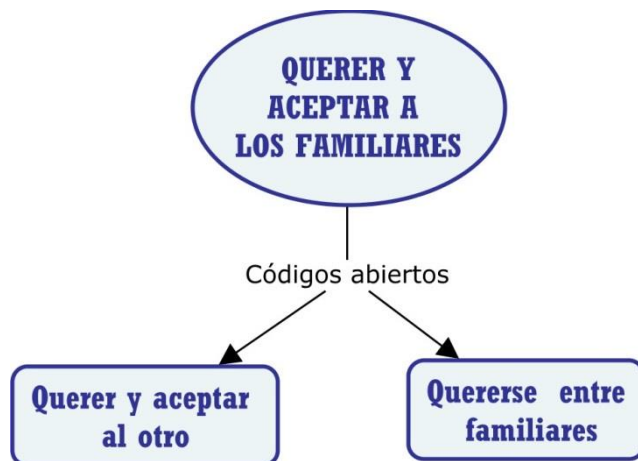 QUERER Y
ACEPTAR A
LOS FAMILIARES
Códigos abiertos
Querer y aceptar
al otro
Quererse entre
familiares